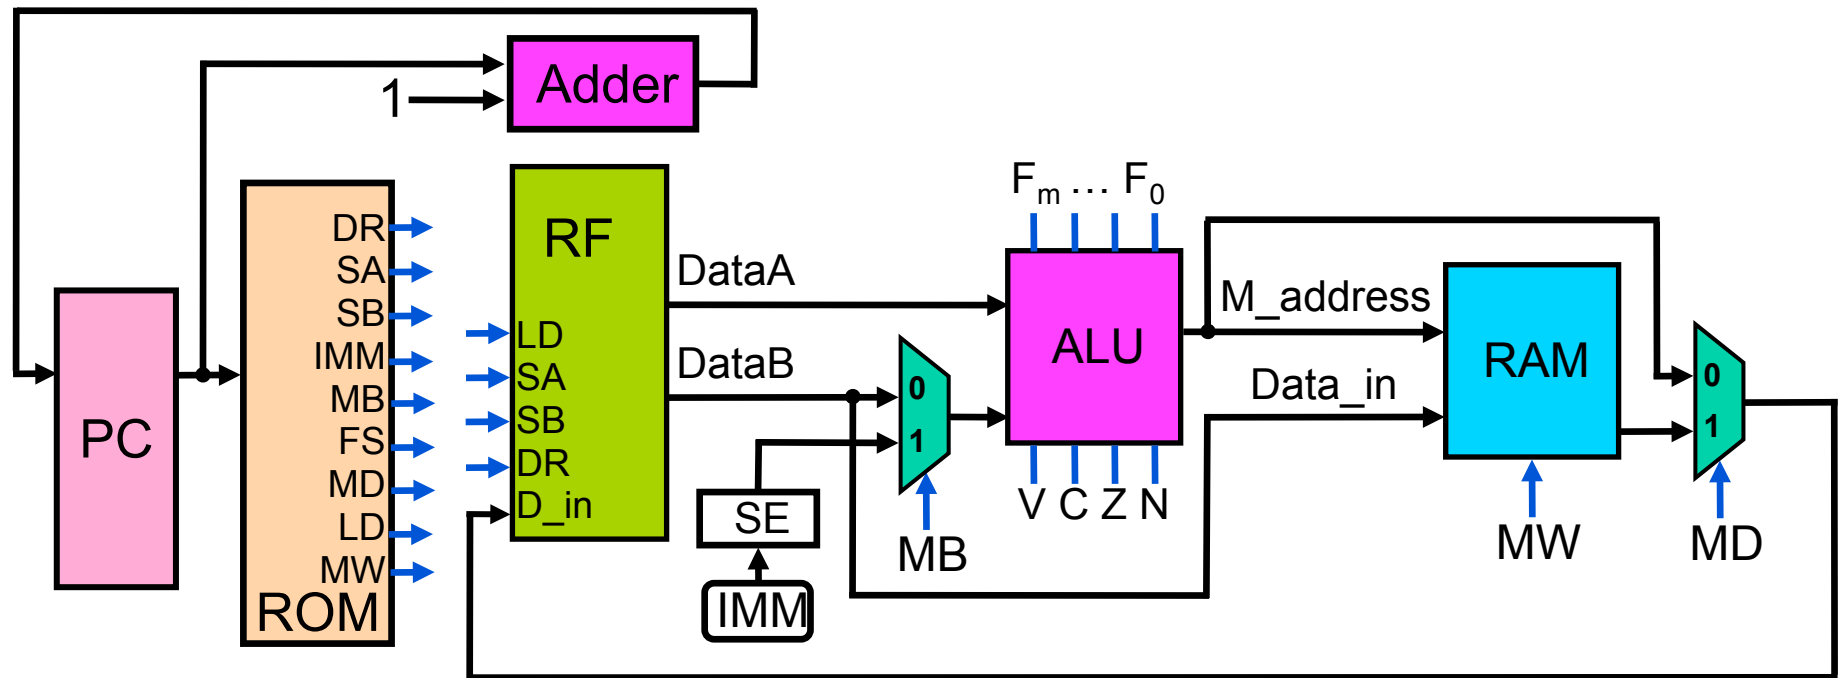 Adder
1
PC
DR
SA
SB
IMM
MB
FS
MD
LD
MW
ROM
RF
LD
SA
SB
DR
D_in
DataA
DataB
0
1
MB
SE
IMM
Fm … F0
ALU
V C Z N
M_address
Data_in
RAM
MW
0
1
MD